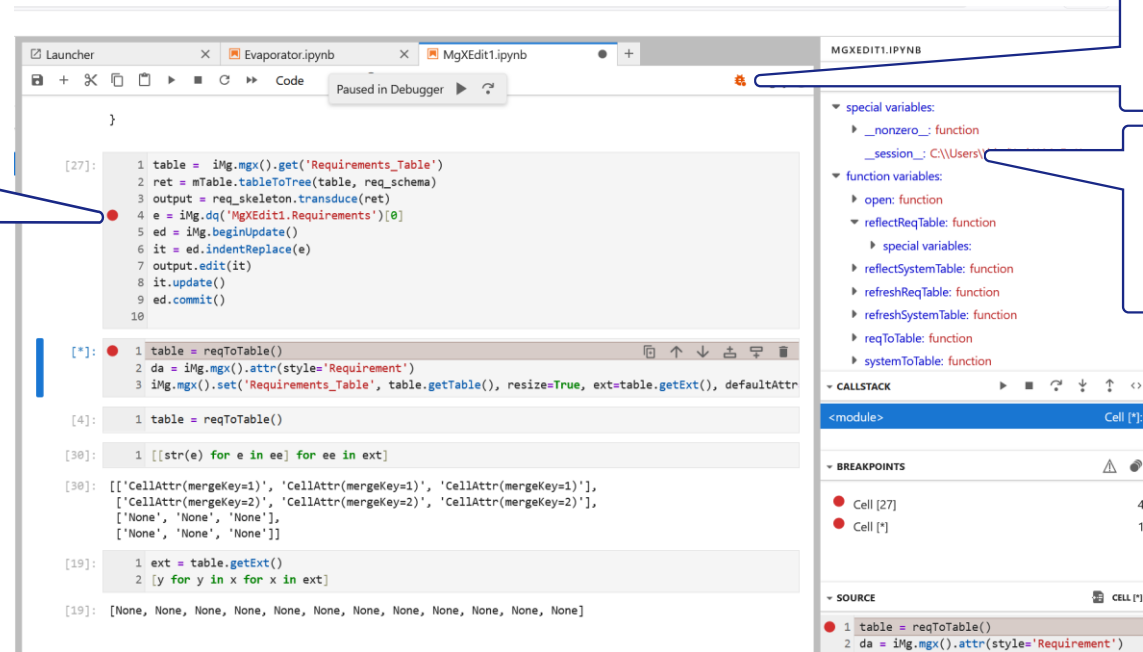 Launcher
Evaporator.ipynb
MgXEdit1.ipynb
Code
Paused in Debugger
}
[27]:
1 table =  iMg.mgx().get('Requirements_Table')
2 ret = mTable.tableToTree(table, req_schema)
3 output = req_skeleton.transduce(ret)
4 e = iMg.dq('MgXEdit1.Requirements')[0]
5 ed = iMg.beginUpdate()
6 it = ed.indentReplace(e)
7 output.edit(it)
8 it.update()
9 ed.commit()
10
[*]:
1 table = reqToTable()
2 da = iMg.mgx().attr(style='Requirement')
3 iMg.mgx().set('Requirements_Table', table.getTable(), resize=True, ext=table.getExt(), defaultAttr
[4]:
1 table = reqToTable()
[30]:
1 [[str(e) for e in ee] for ee in ext]
[30]: [['CellAttr(mergeKey=1)', 'CellAttr(mergeKey=1)', 'CellAttr(mergeKey=1)'],
['CellAttr(mergeKey=2)', 'CellAttr(mergeKey=2)', 'CellAttr(mergeKey=2)'],
['None', 'None', 'None'],
['None', 'None', 'None']]
[19]:
1 ext = table.getExt()
2 [y for y in x for x in ext]
[19]: [None, None, None, None, None, None, None, None, None, None, None, None]
MGXEDIT1.IPYNB
special variables:
__nonzero__: function
__session__: C:\\Users\
function variables:
open: function
reflectReqTable: function
special variables:
reflectSystemTable: function
refreshReqTable: function
refreshSystemTable: function
reqToTable: function
systemToTable: function
CALLSTACK
<module> Cell [*]:
BREAKPOINTS
Cell [27] 4
Cell [*] 1
SOURCE CELL [*]
1 table = reqToTable()
2 da = iMg.mgx().attr(style='Requirement')